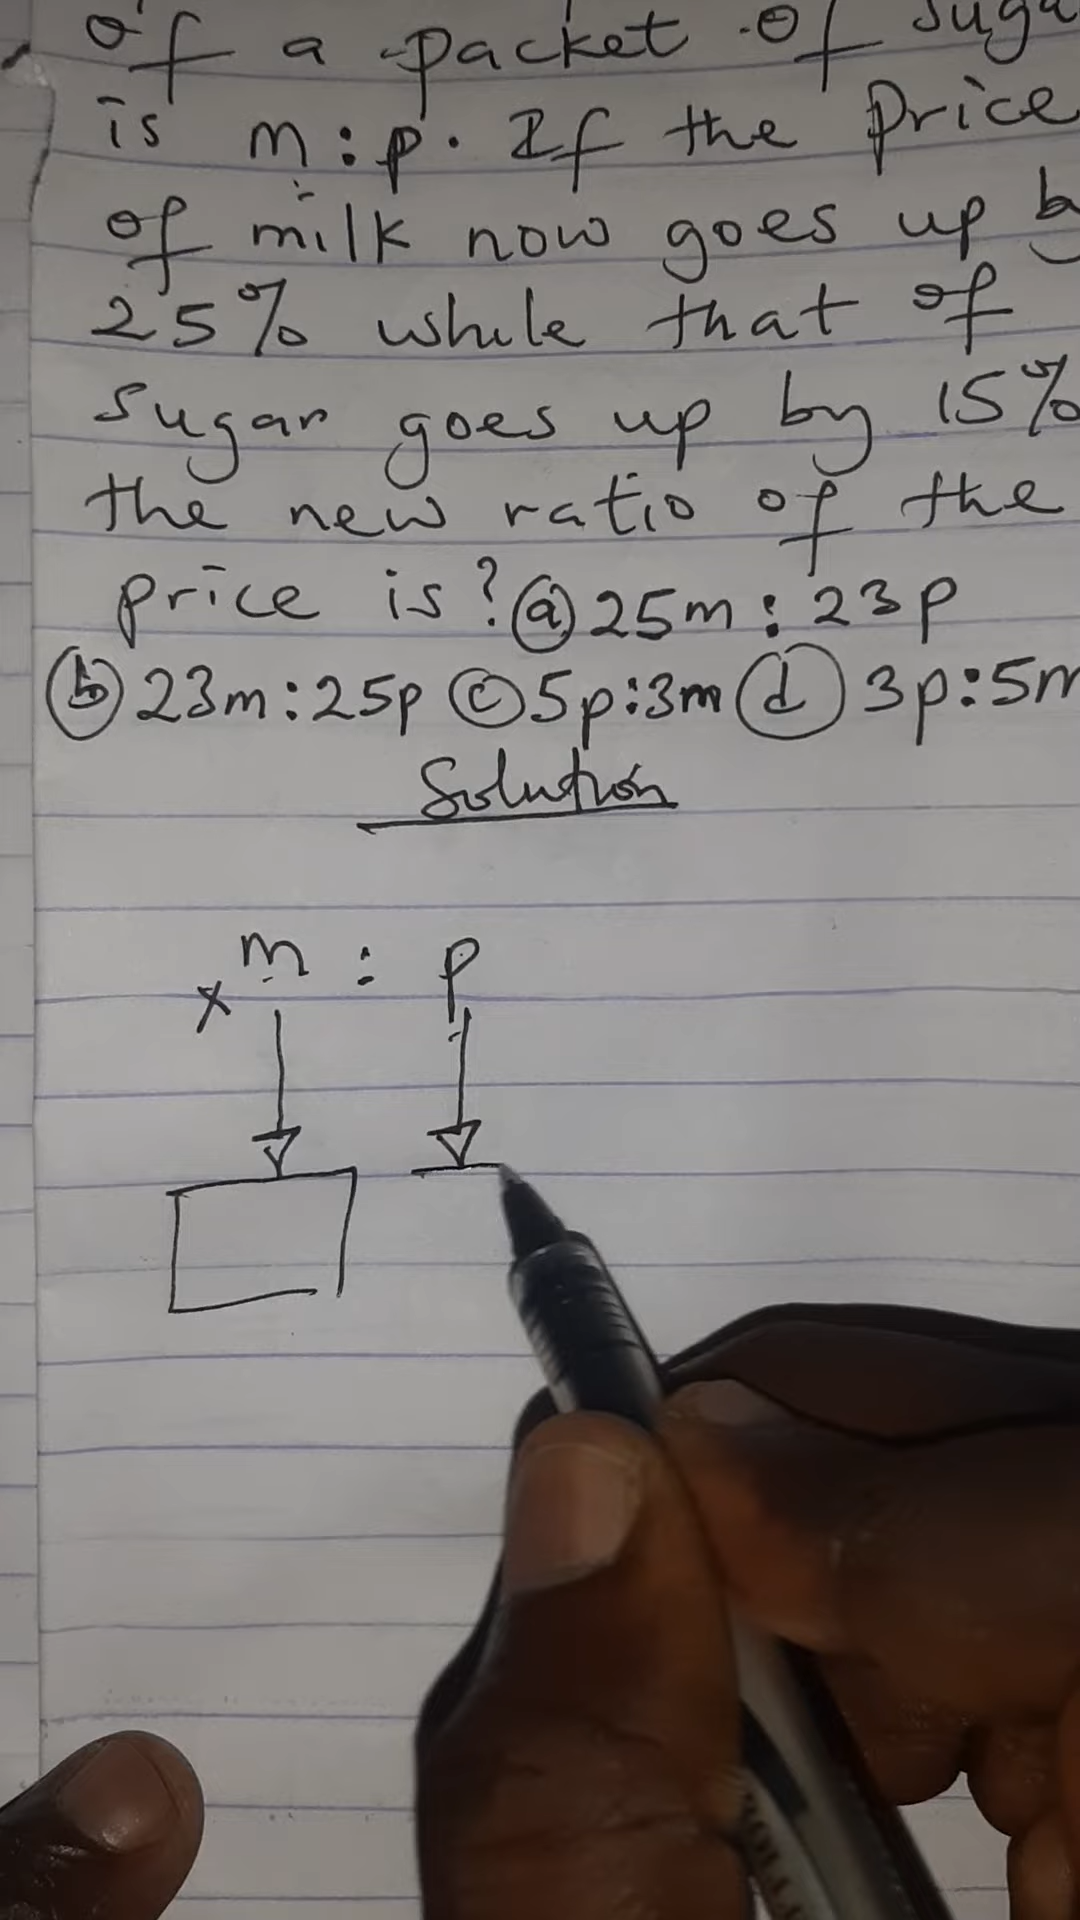 of a packet of suga
is m:p. If the price
of milk now goes up b
25% while that of
sugar goes up by 15%
the new ratio of the
price is? (a) 25m : 23p
(b) 23m : 25p (c) 5p:3m (d) 3p:5m
Solution
m : p
x